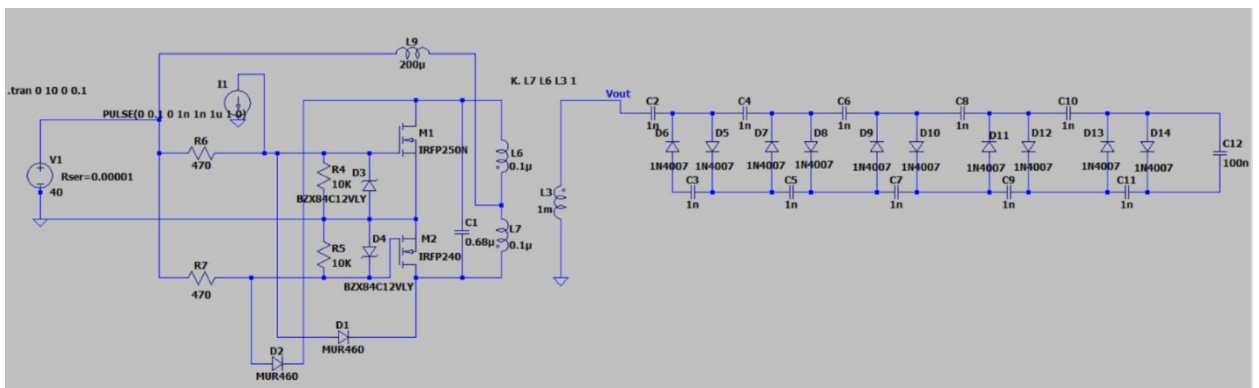 L9
200µ
.tran 0 10 0 0.1
I1
PULSE(0 0.1 0 1n 1n 1u 1 0)
K. L7 L6 L3 1
Vout
C2
1n
C4
1n
C6
1n
C8
1n
C10
1n
V1
Rser=0.00001
40
R6
470
M1
IRFP250N
R4
10K
D3
BZX84C12VLY
L6
0.1µ
L3
1m
D6
D5
D7
D8
D9
D10
D11
D12
D13
D14
1N4007
1N4007
1N4007
1N4007
1N4007
1N4007
1N4007
1N4007
1N4007
1N4007
C12
100n
C3
1n
C5
1n
C7
1n
C9
1n
C11
1n
R5
10K
D4
BZX84C12VLY
M2
IRFP240
C1
0.68µ
L7
0.1µ
R7
470
D1
MUR460
D2
MUR460